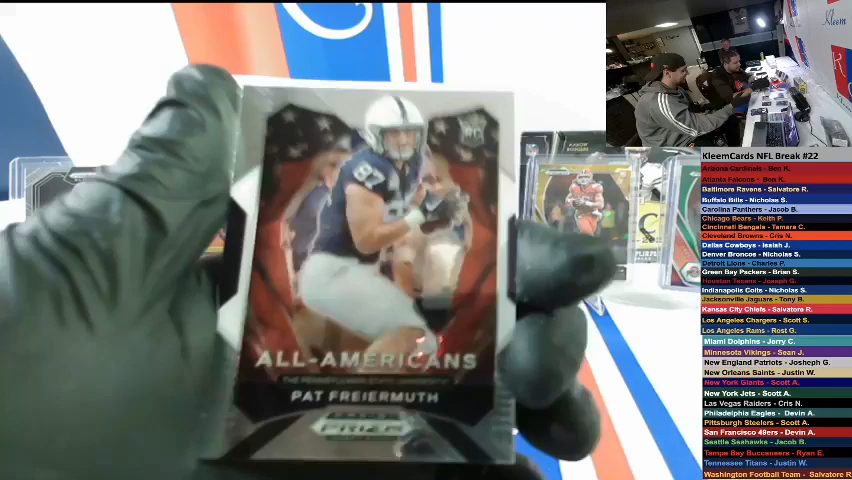 Kleem
RC
87
ALL-AMERICANS
THE PENNSYLVANIA STATE UNIVERSITY
PAT FREIERMUTH
PRIZM
KleemCards NFL Break #22
Arizona Cardinals - Ben K.
Atlanta Falcons - Ben K.
Baltimore Ravens - Salvatore R.
Buffalo Bills - Nicholas S.
Carolina Panthers - Jacob B.
Chicago Bears - Keith P.
Cincinnati Bengals - Tamara C.
Cleveland Browns - Cris N.
Dallas Cowboys - Isaiah J.
Denver Broncos - Nicholas S.
Detroit Lions - Charles P.
Green Bay Packers - Brian S.
Houston Texans - Joseph G.
Indianapolis Colts - Nicholas S.
Jacksonville Jaguars - Tony B.
Kansas City Chiefs - Salvatore R.
Los Angeles Chargers - Scott S.
Los Angeles Rams - Rost G.
Miami Dolphins - Jerry C.
Minnesota Vikings - Sean J.
New England Patriots - Josheph G.
New Orleans Saints - Justin W.
New York Giants - Scott A.
New York Jets - Scott A.
Las Vegas Raiders - Cris N.
Philadelphia Eagles - Devin A.
Pittsburgh Steelers - Scott A.
San Francisco 49ers - Devin A.
Seattle Seahawks - Jacob B.
Tampa Bay Buccaneers - Ryan E.
Tennessee Titans - Justin W.
Washington Football Team - Salvatore R